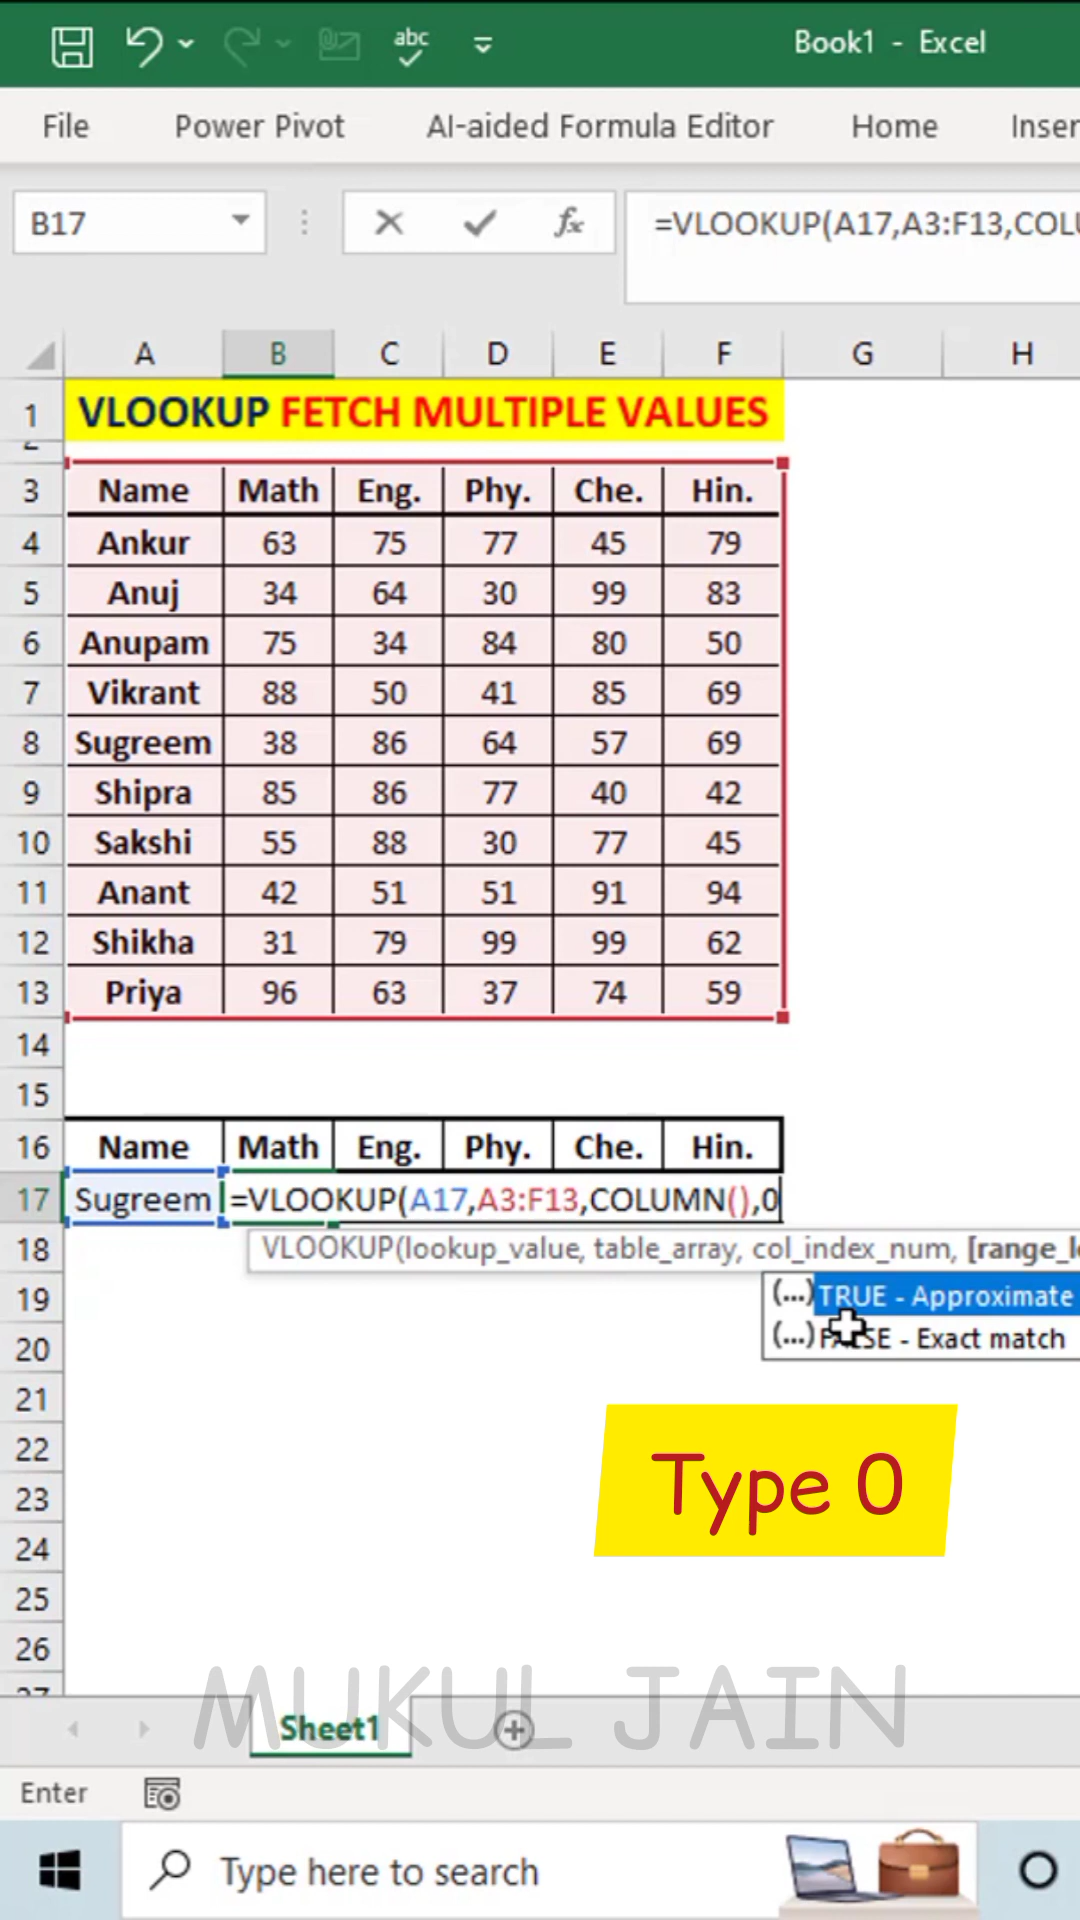 Book1 - Excel
File Power Pivot AI-aided Formula Editor Home Inser
B17 fx =VLOOKUP(A17,A3:F13,COLU
A B C D E F G H
1 VLOOKUP FETCH MULTIPLE VALUES
2
3 Name Math Eng. Phy. Che. Hin.
4 Ankur 63 75 77 45 79
5 Anuj 34 64 30 99 83
6 Anupam 75 34 84 80 50
7 Vikrant 88 50 41 85 69
8 Sugreem 38 86 64 57 69
9 Shipra 85 86 77 40 42
10 Sakshi 55 88 30 77 45
11 Anant 42 51 51 91 94
12 Shikha 31 79 99 99 62
13 Priya 96 63 37 74 59
14
15
16 Name Math Eng. Phy. Che. Hin.
17 Sugreem =VLOOKUP(A17,A3:F13,COLUMN(),0
VLOOKUP(lookup_value, table_array, col_index_num, [range_l
18
(...) TRUE - Approximate
19
(...) FALSE - Exact match
20
21
22
Type 0
23
24
25
26
27
MUKUL JAIN
Sheet1
Enter
Type here to search